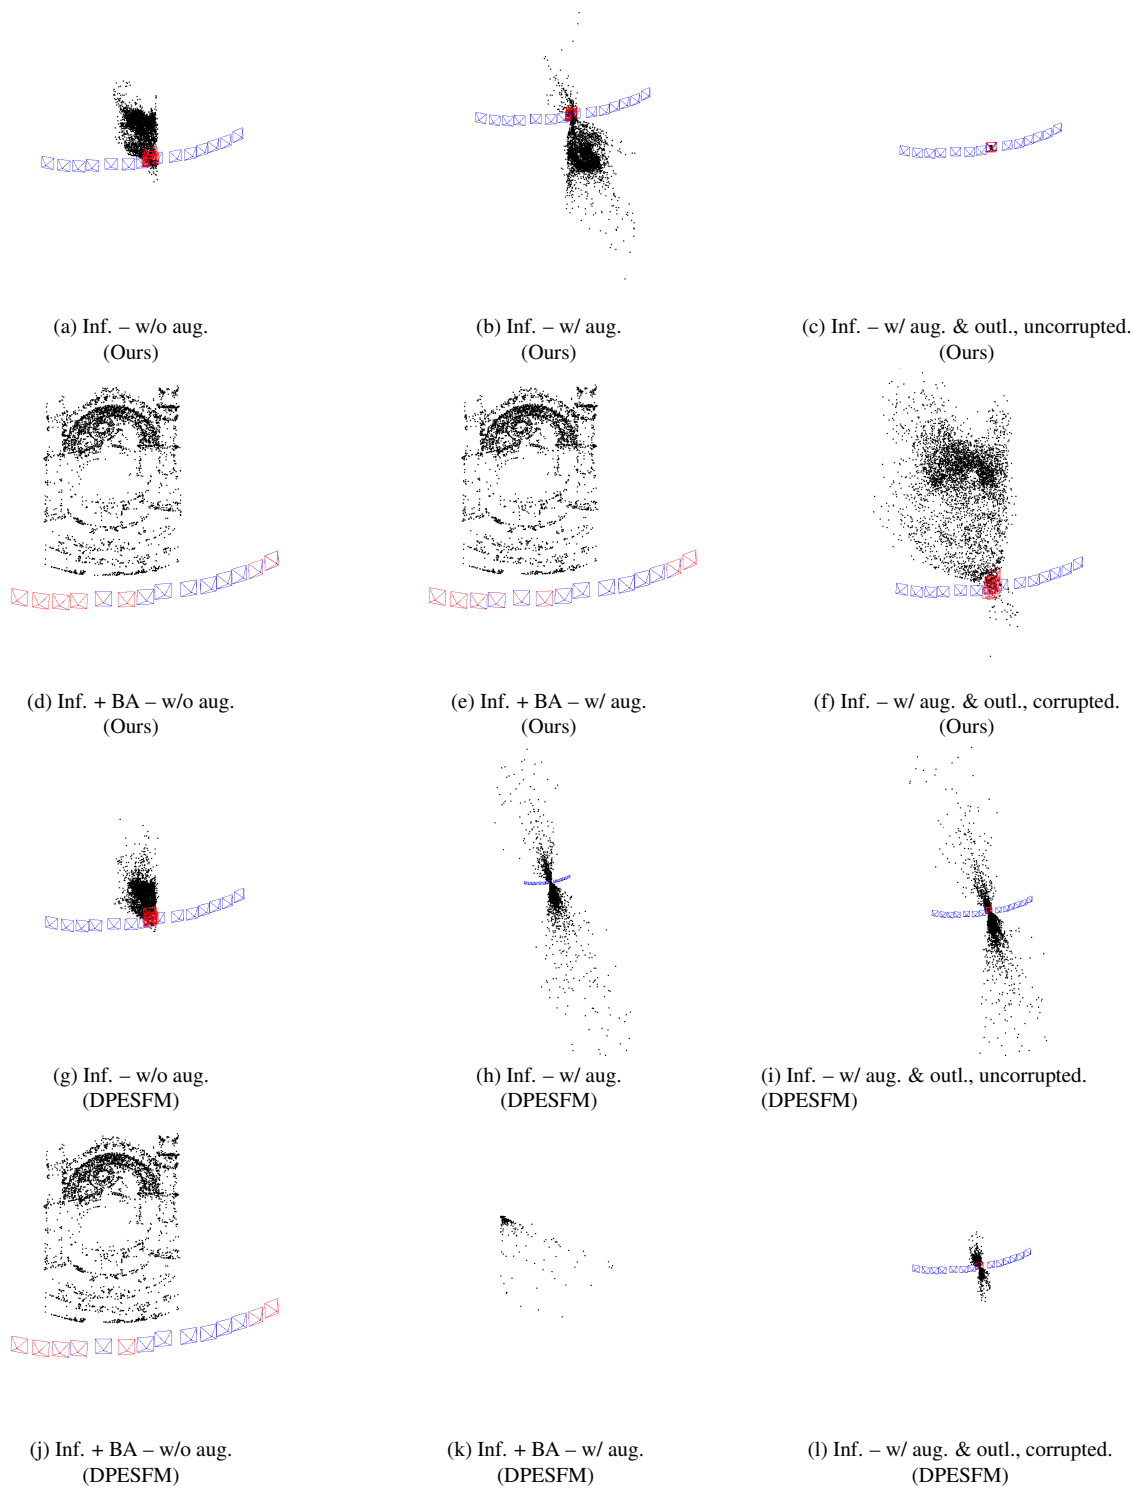 (a) Inf. – w/o aug.
(Ours)
(b) Inf. – w/ aug.
(Ours)
(c) Inf. – w/ aug. & outl., uncorrupted.
(Ours)
(d) Inf. + BA – w/o aug.
(Ours)
(e) Inf. + BA – w/ aug.
(Ours)
(f) Inf. – w/ aug. & outl., corrupted.
(Ours)
(g) Inf. – w/o aug.
(DPESFM)
(h) Inf. – w/ aug.
(DPESFM)
(i) Inf. – w/ aug. & outl., uncorrupted.
(DPESFM)
(j) Inf. + BA – w/o aug.
(DPESFM)
(k) Inf. + BA – w/ aug.
(DPESFM)
(l) Inf. – w/ aug. & outl., corrupted.
(DPESFM)